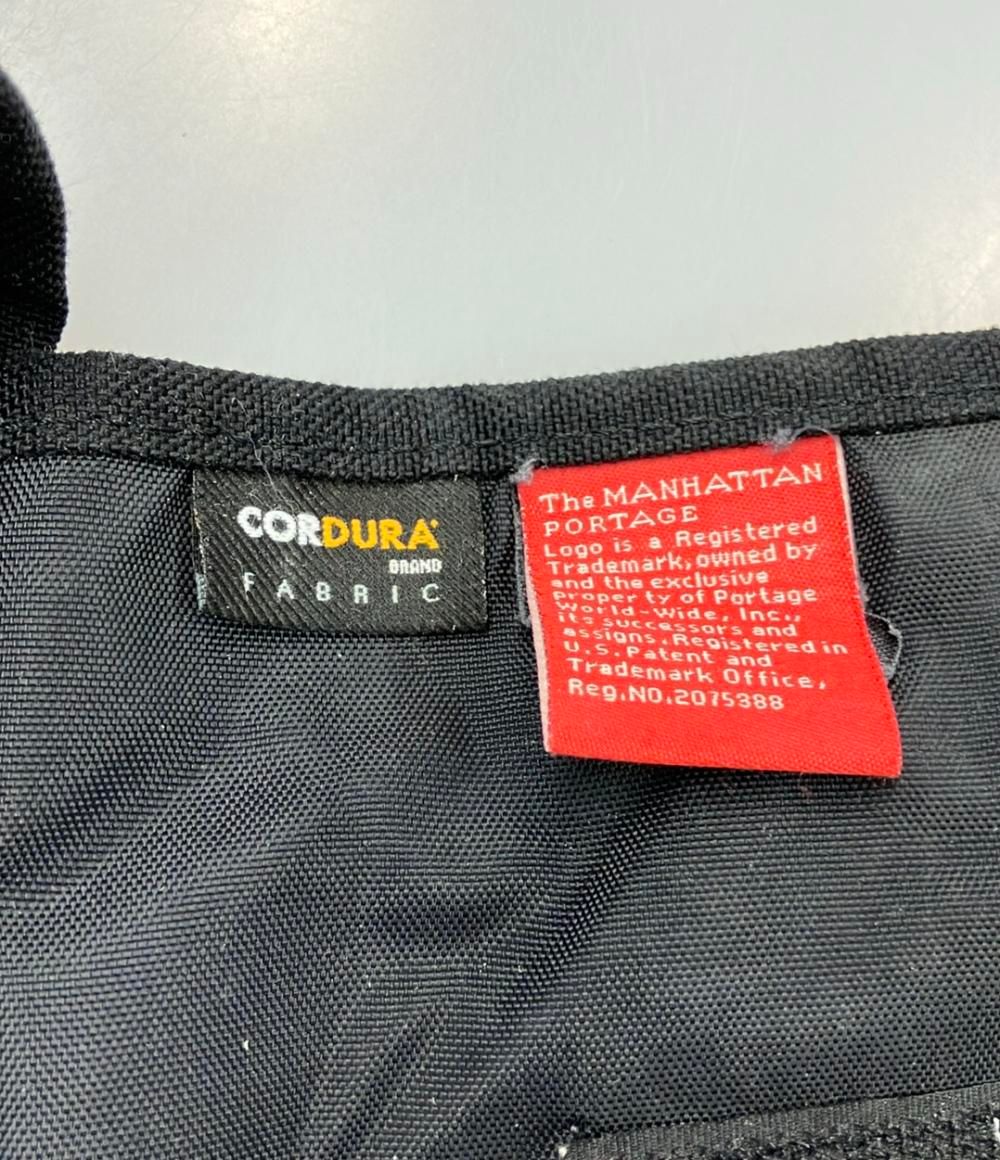 CORDURA
BRAND
FABRIC
The MANHATTAN
PORTAGE
Logo is a Registered
Trademark, owned by
and the exclusive
property of Portage
World-Wide, Inc.,
its successors and
assigns. Registered in
U.S. Patent and
Trademark Office,
Reg.NO.2075388